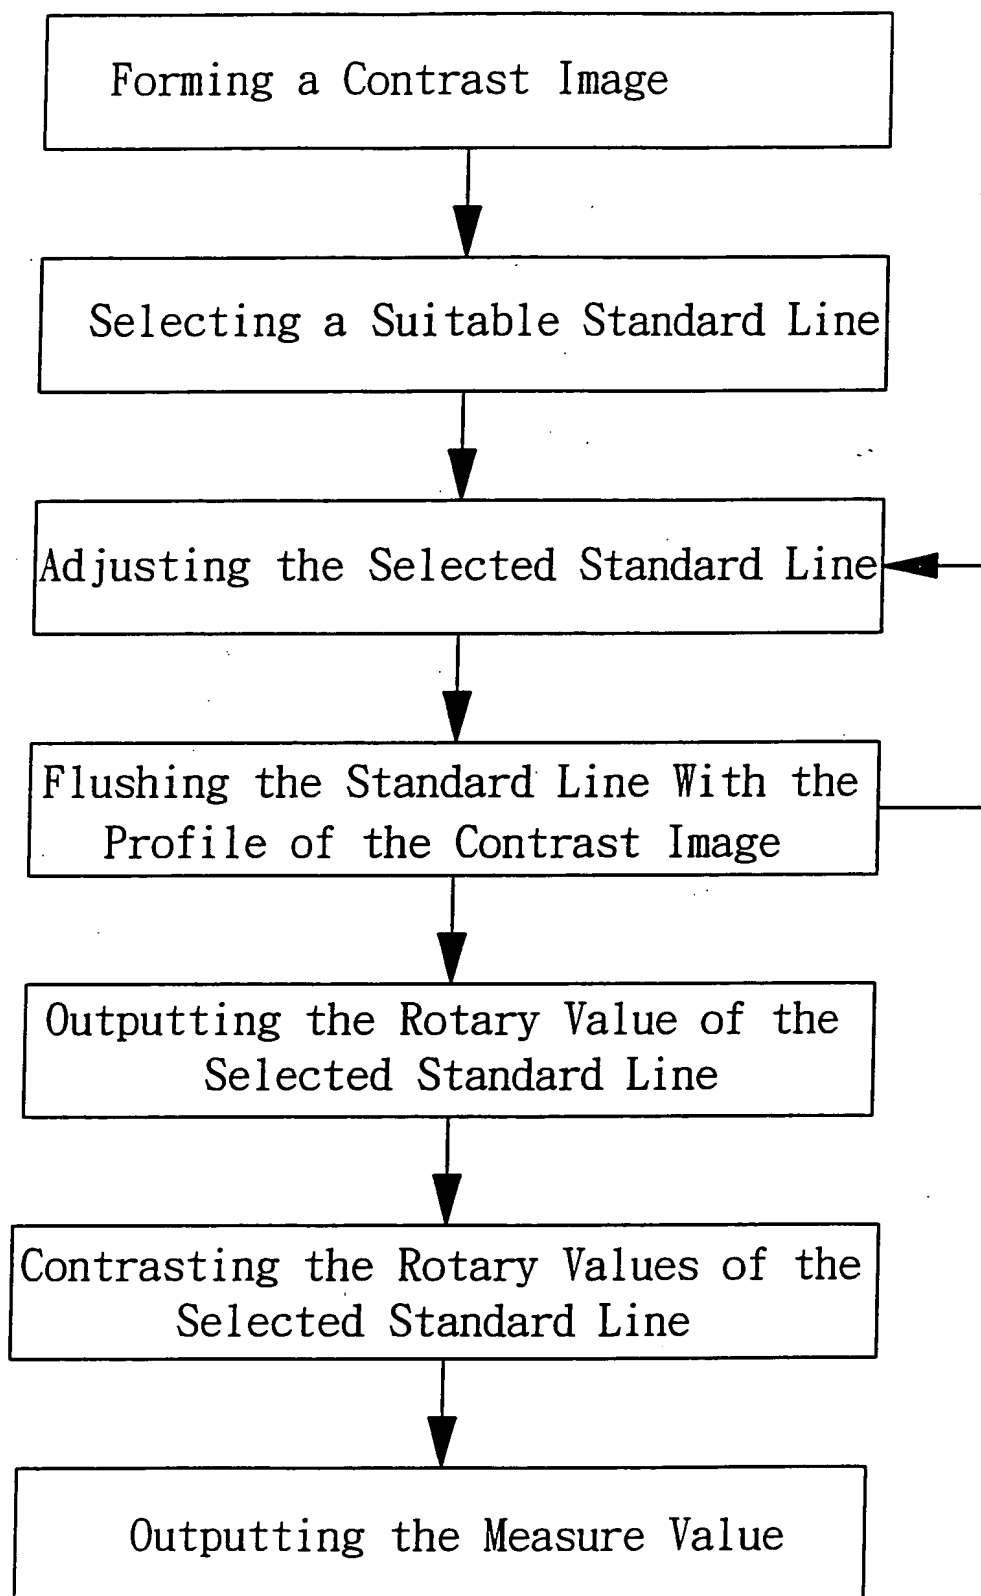 Forming a Contrast Image
Selecting a Suitable Standard Line
Adjusting the Selected Standard Line
Flushing the Standard Line With the
Profile of the Contrast Image
Outputting the Rotary Value of the
Selected Standard Line
Contrasting the Rotary Values of the
Selected Standard Line
Outputting the Measure Value